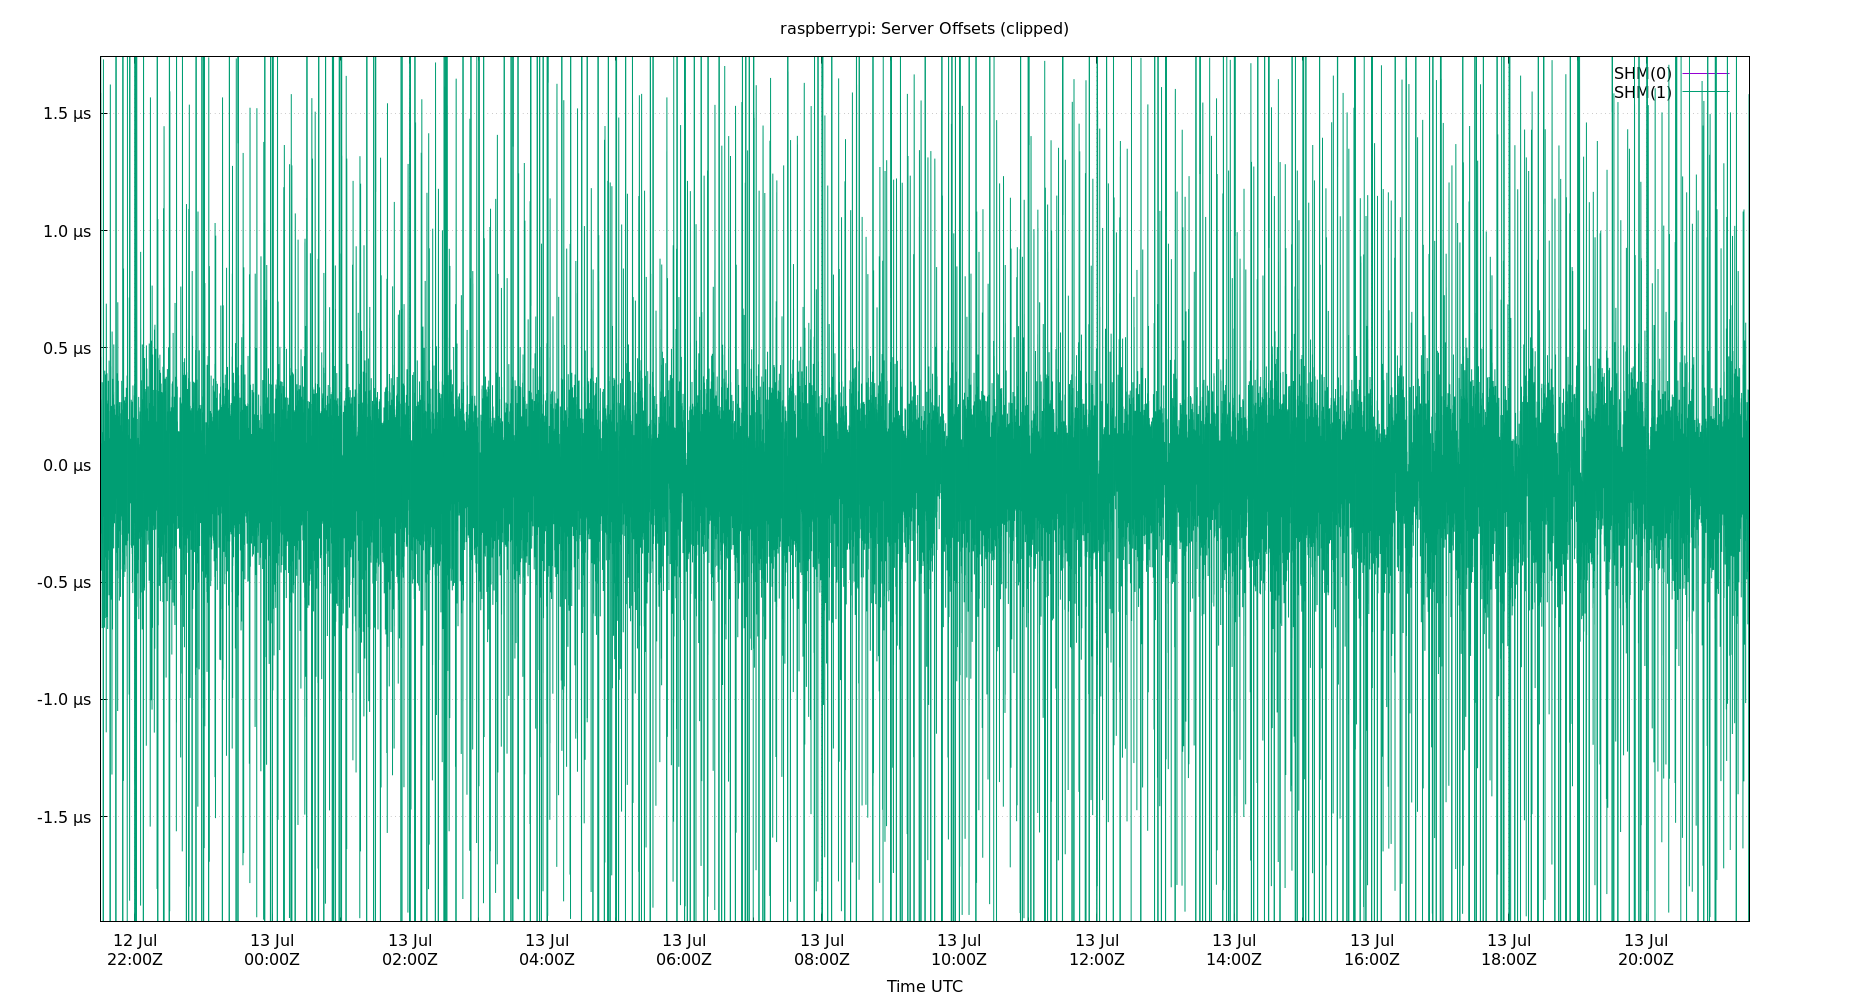 raspberrypi: Server Offsets (clipped)
SHM(0)
SHM(1)
1.5 µs
1.0 µs
0.5 µs
0.0 µs
-0.5 µs
-1.0 µs
-1.5 µs
12 Jul 13 Jul 13 Jul 13 Jul 13 Jul 13 Jul 13 Jul 13 Jul 13 Jul 13 Jul 13 Jul 13 Jul
22:00Z 00:00Z 02:00Z 04:00Z 06:00Z 08:00Z 10:00Z 12:00Z 14:00Z 16:00Z 18:00Z 20:00Z
Time UTC